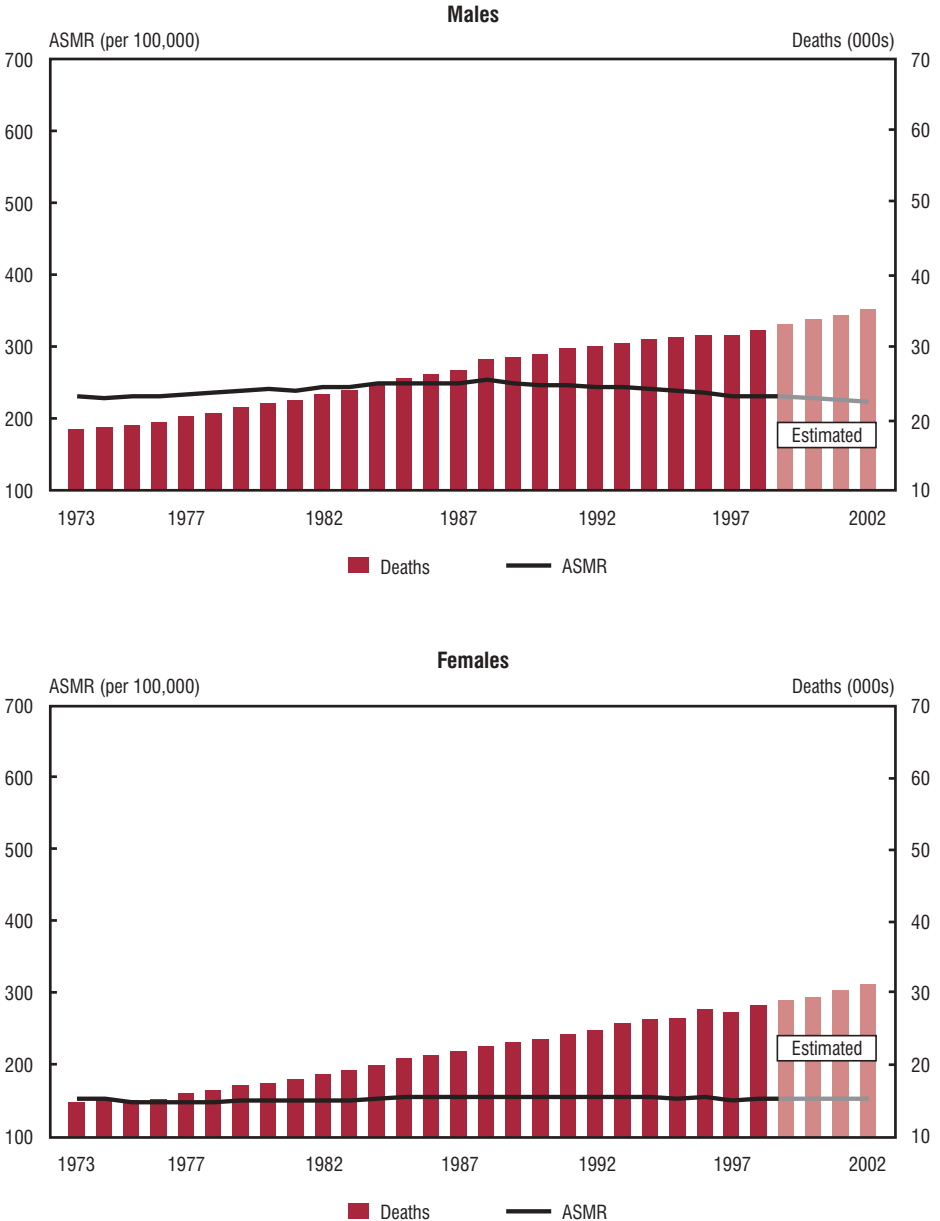 Males
ASMR (per 100,000) Deaths (000s)
700 70
600 60
500 50
400 40
300 30
200 20
Estimated
100 10
1973 1977 1982 1987 1992 1997 2002
Deaths ASMR
Females
ASMR (per 100,000) Deaths (000s)
700 70
600 60
500 50
400 40
300 30
Estimated
200 20
100 10
1973 1977 1982 1987 1992 1997 2002
Deaths ASMR